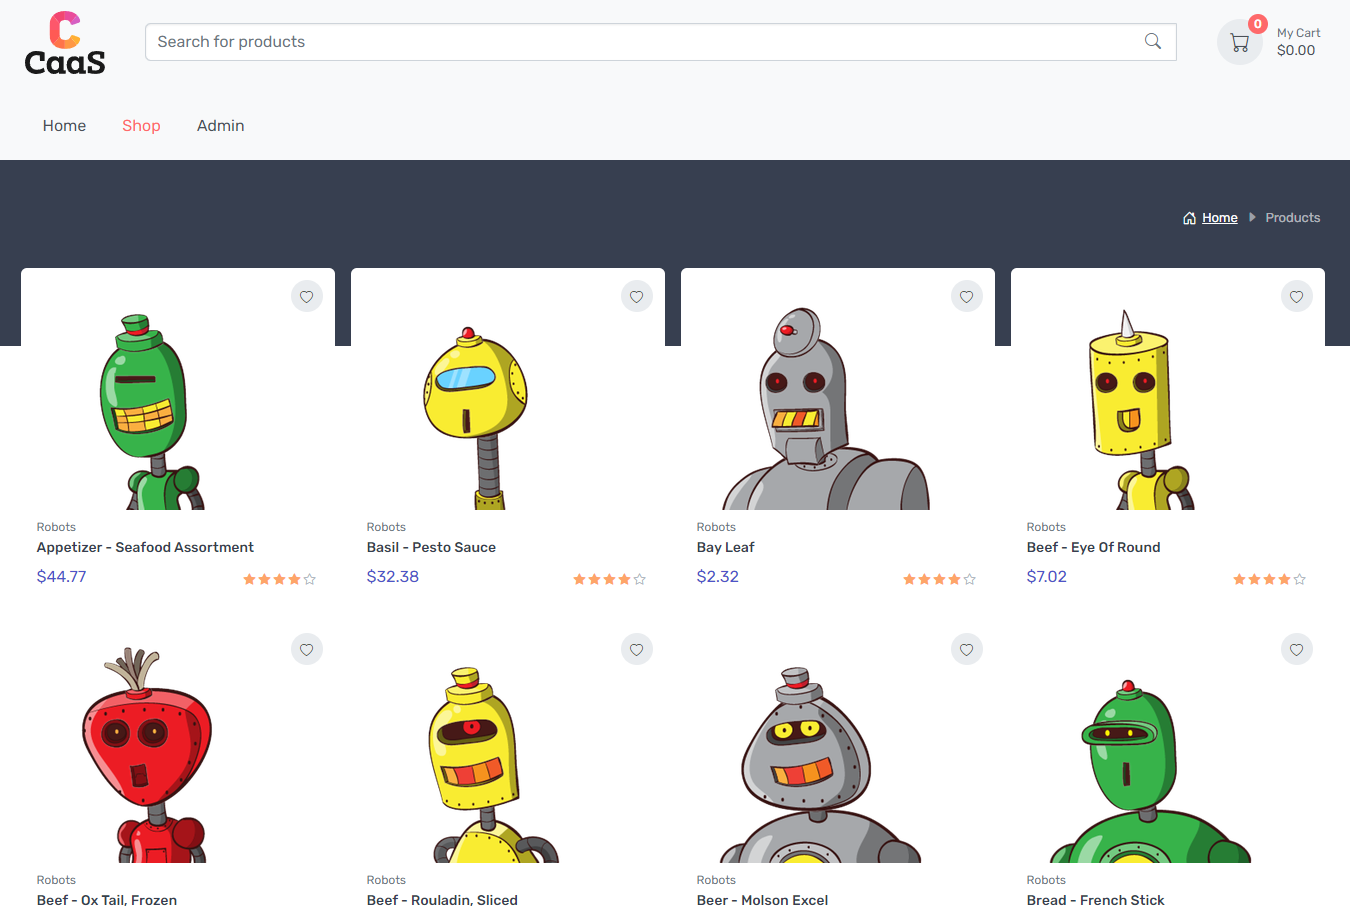 CaaS
Search for products
0
My Cart
$0.00
Home
Shop
Admin
Home
Products
Robots
Appetizer - Seafood Assortment
$44.77
Robots
Basil - Pesto Sauce
$32.38
Robots
Bay Leaf
$2.32
Robots
Beef - Eye Of Round
$7.02
Robots
Beef - Ox Tail, Frozen
Robots
Beef - Rouladin, Sliced
Robots
Beer - Molson Excel
Robots
Bread - French Stick